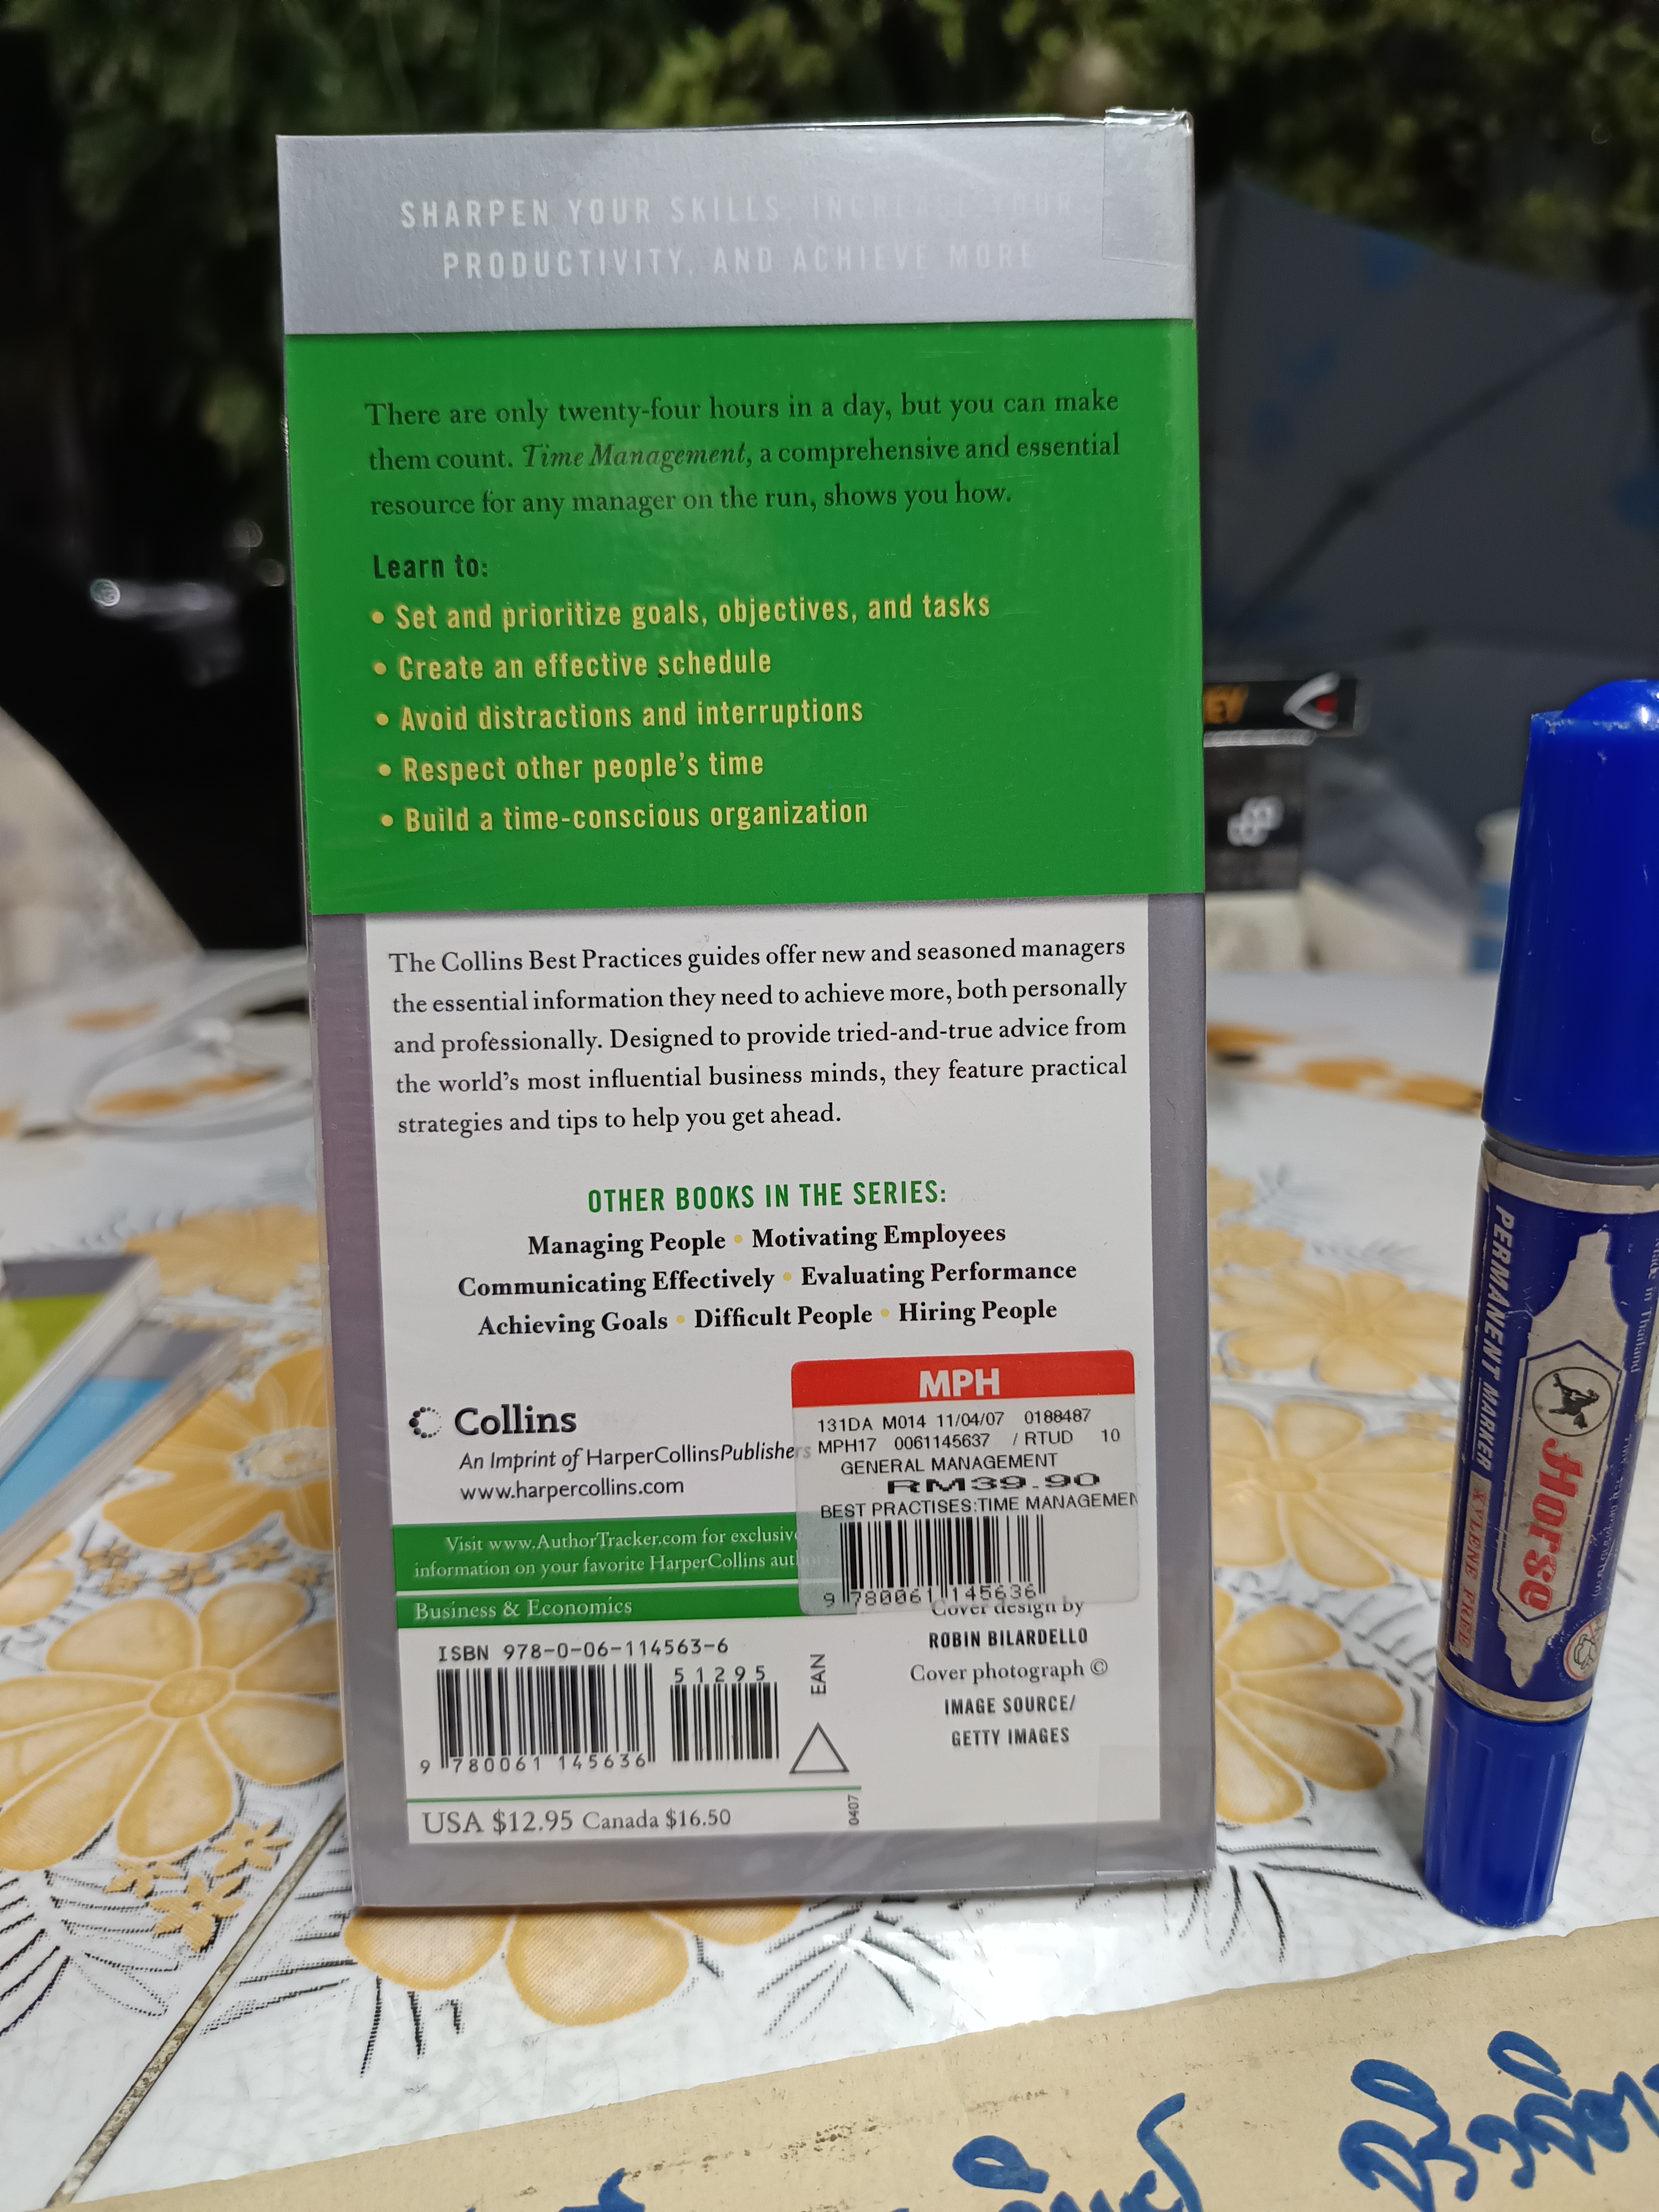 SHARPEN YOUR SKILLS, INCREASE YOUR
PRODUCTIVITY, AND ACHIEVE MORE
There are only twenty-four hours in a day, but you can make
them count. Time Management, a comprehensive and essential
resource for any manager on the run, shows you how.
Learn to:
• Set and prioritize goals, objectives, and tasks
• Create an effective schedule
• Avoid distractions and interruptions
• Respect other people's time
• Build a time-conscious organization
The Collins Best Practices guides offer new and seasoned managers
the essential information they need to achieve more, both personally
and professionally. Designed to provide tried-and-true advice from
the world's most influential business minds, they feature practical
strategies and tips to help you get ahead.
OTHER BOOKS IN THE SERIES:
Managing People • Motivating Employees
Communicating Effectively • Evaluating Performance
Achieving Goals • Difficult People • Hiring People
Collins
An Imprint of HarperCollinsPublishers
www.harpercollins.com
MPH
131DA M014 11/04/07 0188487
MPH17 0061145637 / RTUD 10
GENERAL MANAGEMENT
RM39.90
BEST PRACTISES:TIME MANAGEMEN
9 780061 145636
Visit www.AuthorTracker.com for exclusive
information on your favorite HarperCollins authors.
Business & Economics
ISBN 978-0-06-114563-6
51295
EAN
9 780061 145636
USA $12.95 Canada $16.50
0407
Cover design by
ROBIN BILARDELLO
Cover photograph ©
IMAGE SOURCE/
GETTY IMAGES
PERMANENT MARKER XYLENE FREE
Horse
Made in Thailand